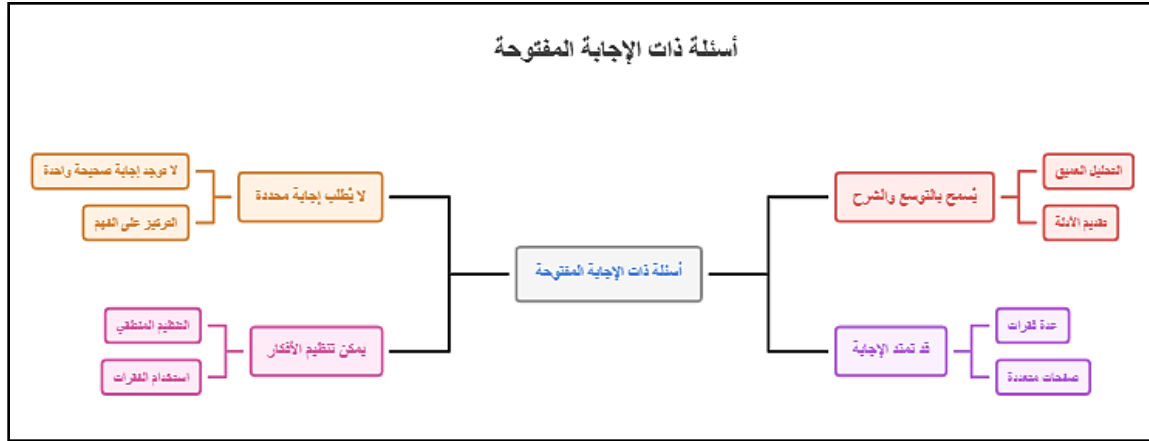 أسئلة ذات الإجابة المفتوحة
أسئلة ذات الإجابة المفتوحة
يُسمح بالتوسع والشرح
التحليل العميق
تقديم الأدلة
قد تمتد الإجابة
عدة فقرات
صفحات متعددة
لا يُطلب إجابة محددة
لا توجد إجابة صحيحة واحدة
التركيز على الفهم
يمكن تنظيم الأفكار
التنظيم المنطقي
استخدام الفقرات